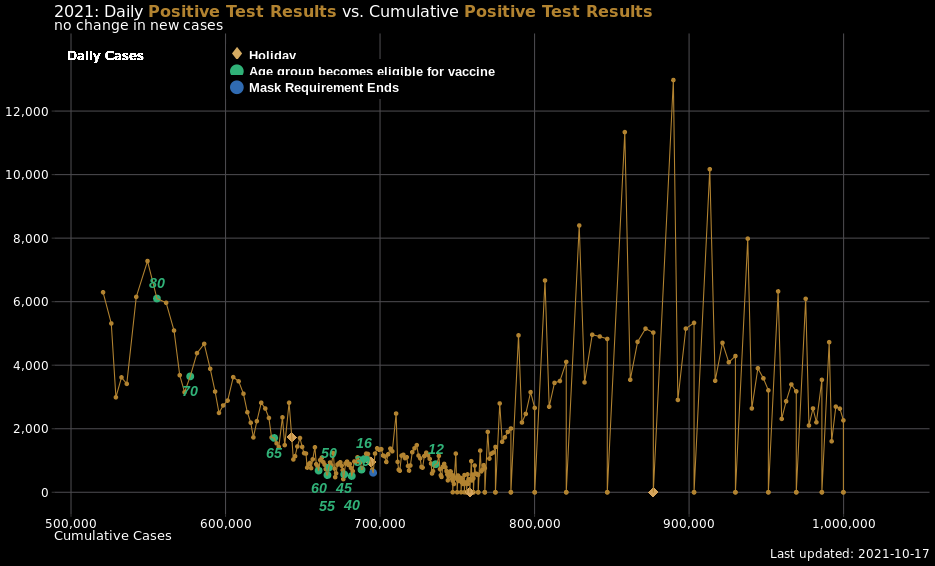 2021: Daily Positive Test Results vs. Cumulative Positive Test Results
no change in new cases
Daily Cases
Holiday
Age group becomes eligible for vaccine
Mask Requirement Ends
12,000
10,000
8,000
6,000
4,000
2,000
0
80
70
65
60
55
50
45
40
16
12
500,000 600,000 700,000 800,000 900,000 1,000,000
Cumulative Cases
Last updated: 2021-10-17